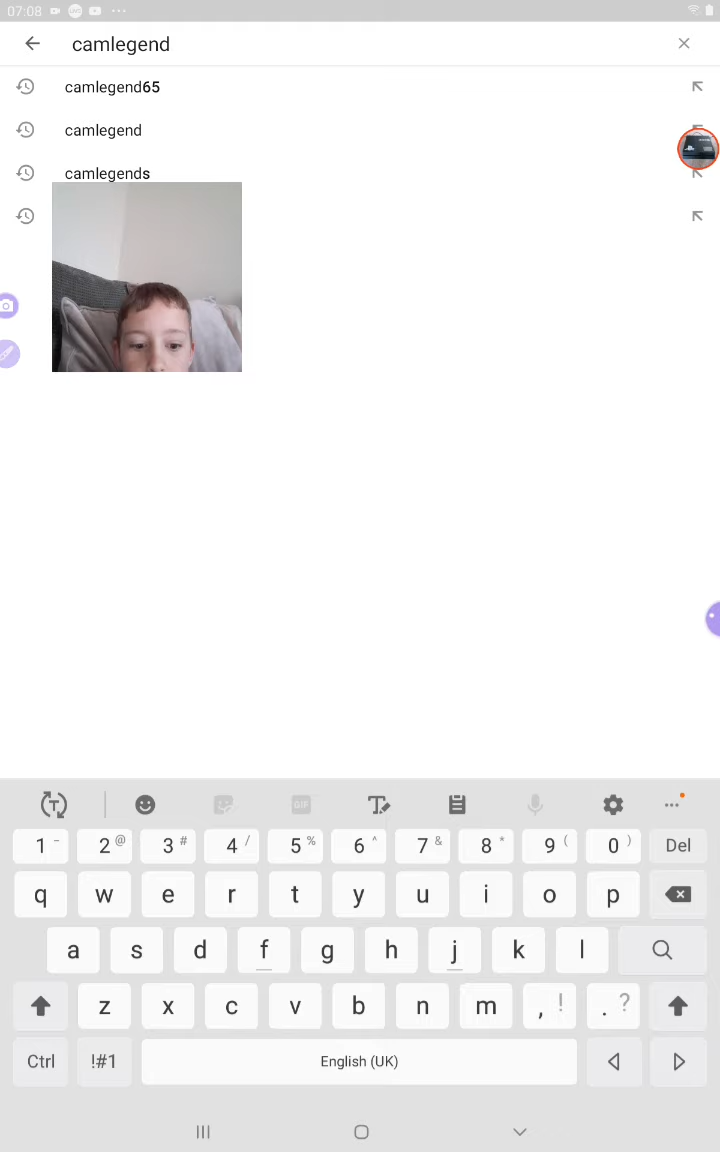 07:08
camlegend
camlegend65
camlegend
camlegends
GIF
1 - 2 @ 3 # 4 / 5 % 6 ^ 7 & 8 * 9 ( 0 ) Del
q w e r t y u i o p
a s d f g h j k l
z x c v b n m , ! . ?
Ctrl !#1 English (UK)